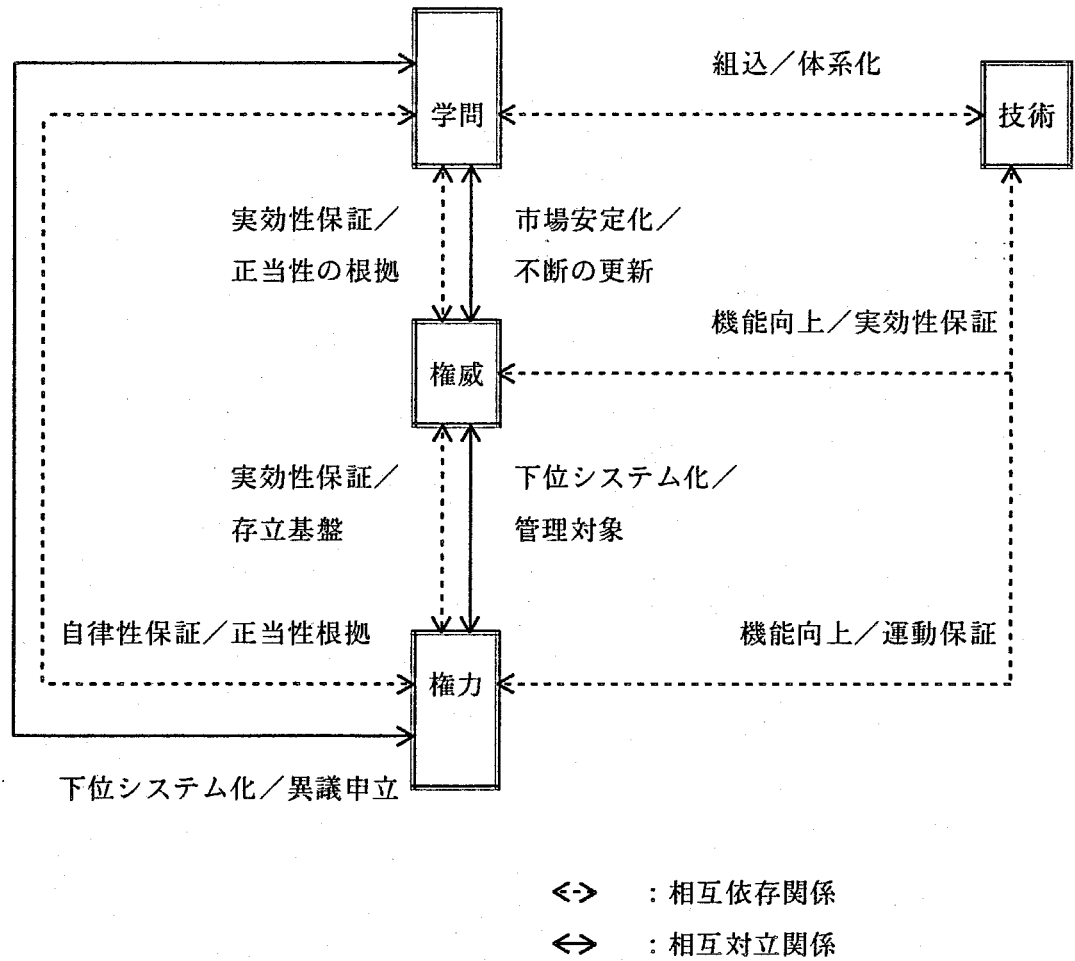 組込／体系化
学問
技術
実効性保証／
正当性の根拠
市場安定化／
不断の更新
機能向上／実効性保証
権威
実効性保証／
存立基盤
下位システム化／
管理対象
自律性保証／正当性根拠
機能向上／運動保証
権力
下位システム化／異議申立
：相互依存関係
：相互対立関係